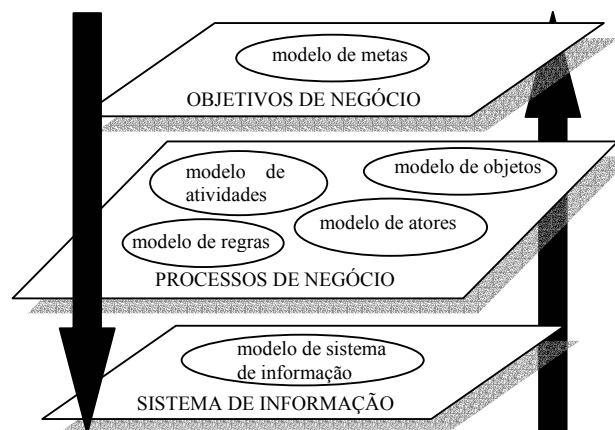 modelo de metas
OBJETIVOS DE NEGÓCIO
modelo de
atividades
modelo de objetos
modelo de regras
modelo de atores
PROCESSOS DE NEGÓCIO
modelo de sistema
de informação
SISTEMA DE INFORMAÇÃO